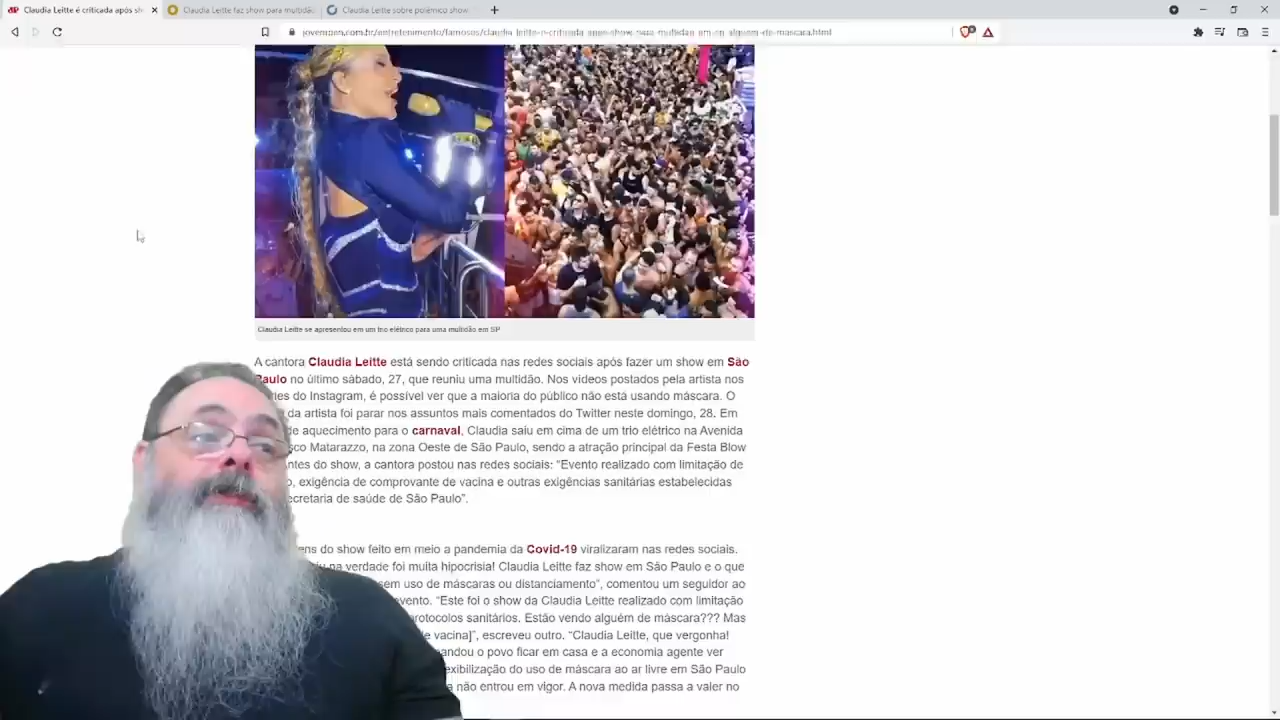 Claudia Leitte é criticada após sh
Claudia Leitte faz show para multidão
Claudia Leitte sobre polêmico show
jovempan.com.br/entretenimento/famosos/claudia-leitte-e-criticada-apos-show-para-multidao-em-sp-alguem-de-mascara.html
Claudia Leitte se apresentou em um trio elétrico para uma multidão em SP
A cantora Claudia Leitte está sendo criticada nas redes sociais após fazer um show em São
Paulo no último sábado, 27, que reuniu uma multidão. Nos vídeos postados pela artista nos
ries do Instagram, é possível ver que a maioria do público não está usando máscara. O
da artista foi parar nos assuntos mais comentados do Twitter neste domingo, 28. Em
de aquecimento para o carnaval, Claudia saiu em cima de um trio elétrico na Avenida
sco Matarazzo, na zona Oeste de São Paulo, sendo a atração principal da Festa Blow
ntes do show, a cantora postou nas redes sociais: “Evento realizado com limitação de
o, exigência de comprovante de vacina e outras exigências sanitárias estabelecidas
ecretaria de saúde de São Paulo”.
ens do show feito em meio a pandemia da Covid-19 viralizaram nas redes sociais.
iu na verdade foi muita hipocrisia! Claudia Leitte faz show em São Paulo e o que
sem uso de máscaras ou distanciamento”, comentou um seguidor ao
evento. “Este foi o show da Claudia Leitte realizado com limitação
rotocolos sanitários. Estão vendo alguém de máscara??? Mas
e vacina]”, escreveu outro. “Claudia Leitte, que vergonha!
andou o povo ficar em casa e a economia agente ver
exibilização do uso de máscara ao ar livre em São Paulo
a não entrou em vigor. A nova medida passa a valer no